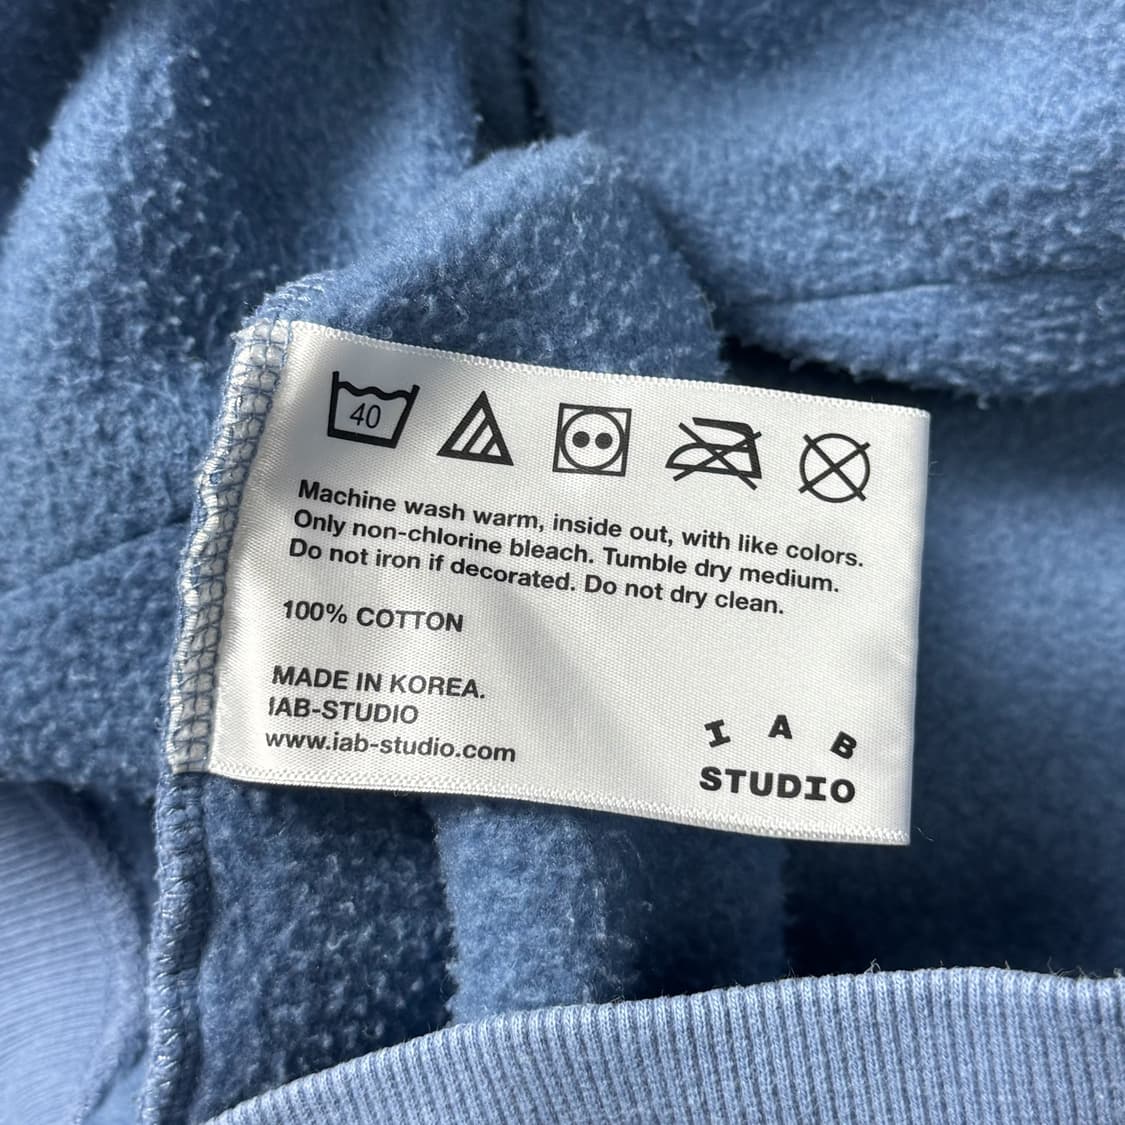 40
Machine wash warm, inside out, with like colors.
Only non-chlorine bleach. Tumble dry medium.
Do not iron if decorated. Do not dry clean.
100% COTTON
MADE IN KOREA.
IAB-STUDIO
www.iab-studio.com
I A B
STUDIO